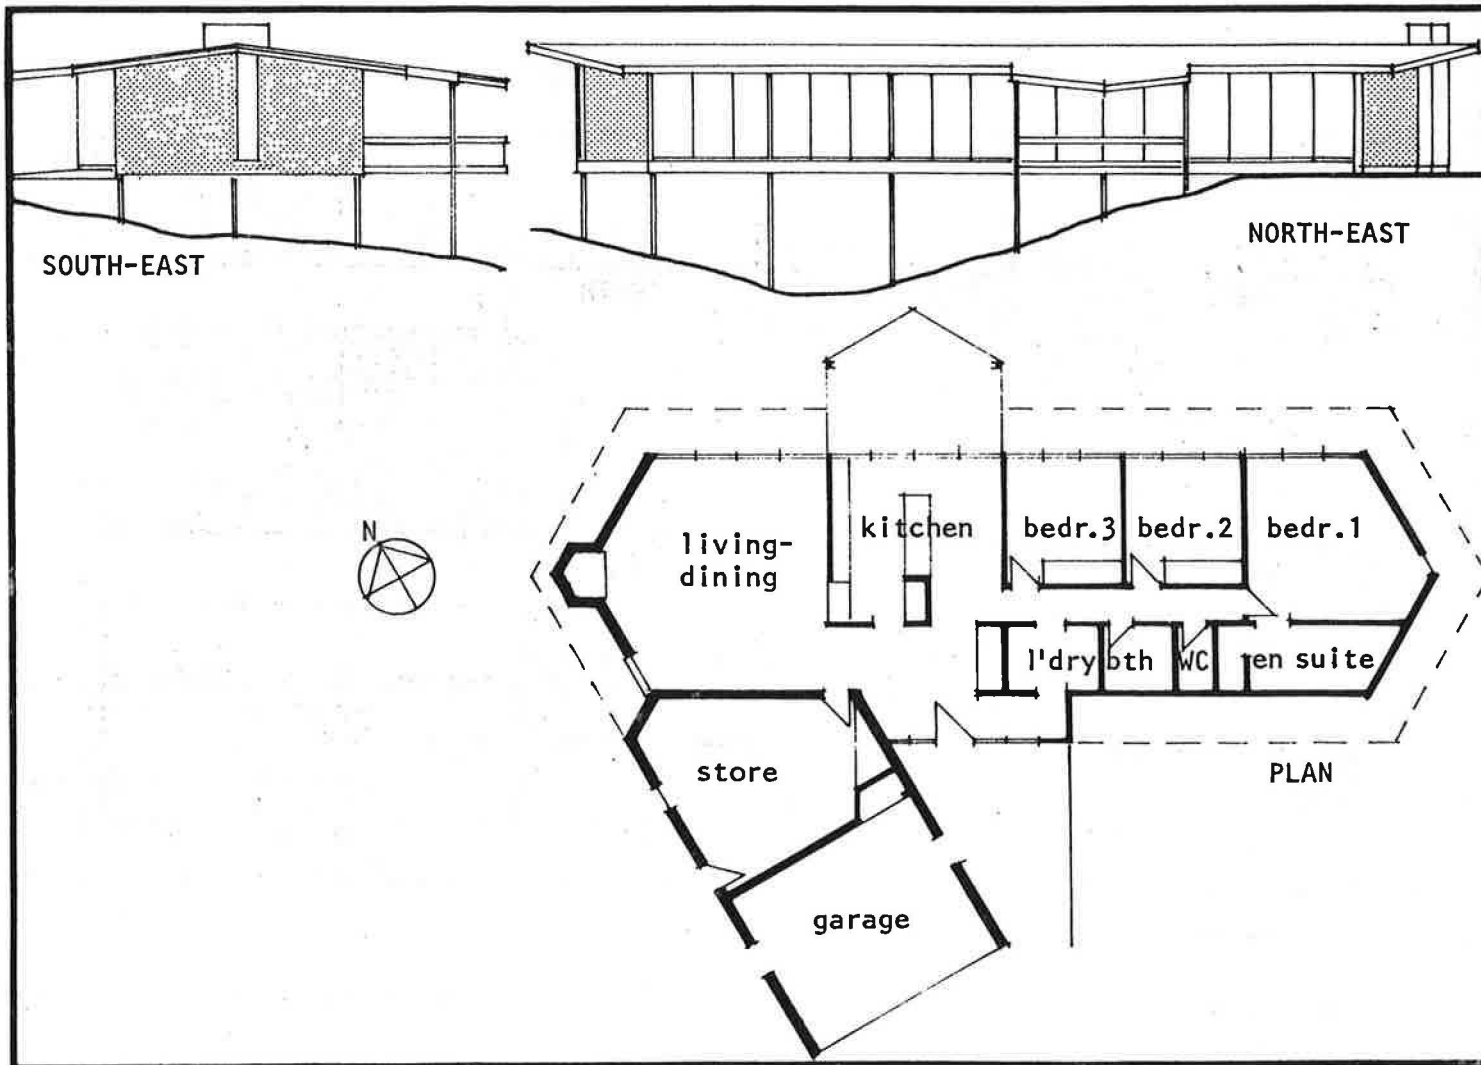 SOUTH-EAST
NORTH-EAST
N
living-
dining
kitchen
bedr.3
bedr.2
bedr.1
l'dry
bth
WC
en suite
store
PLAN
garage